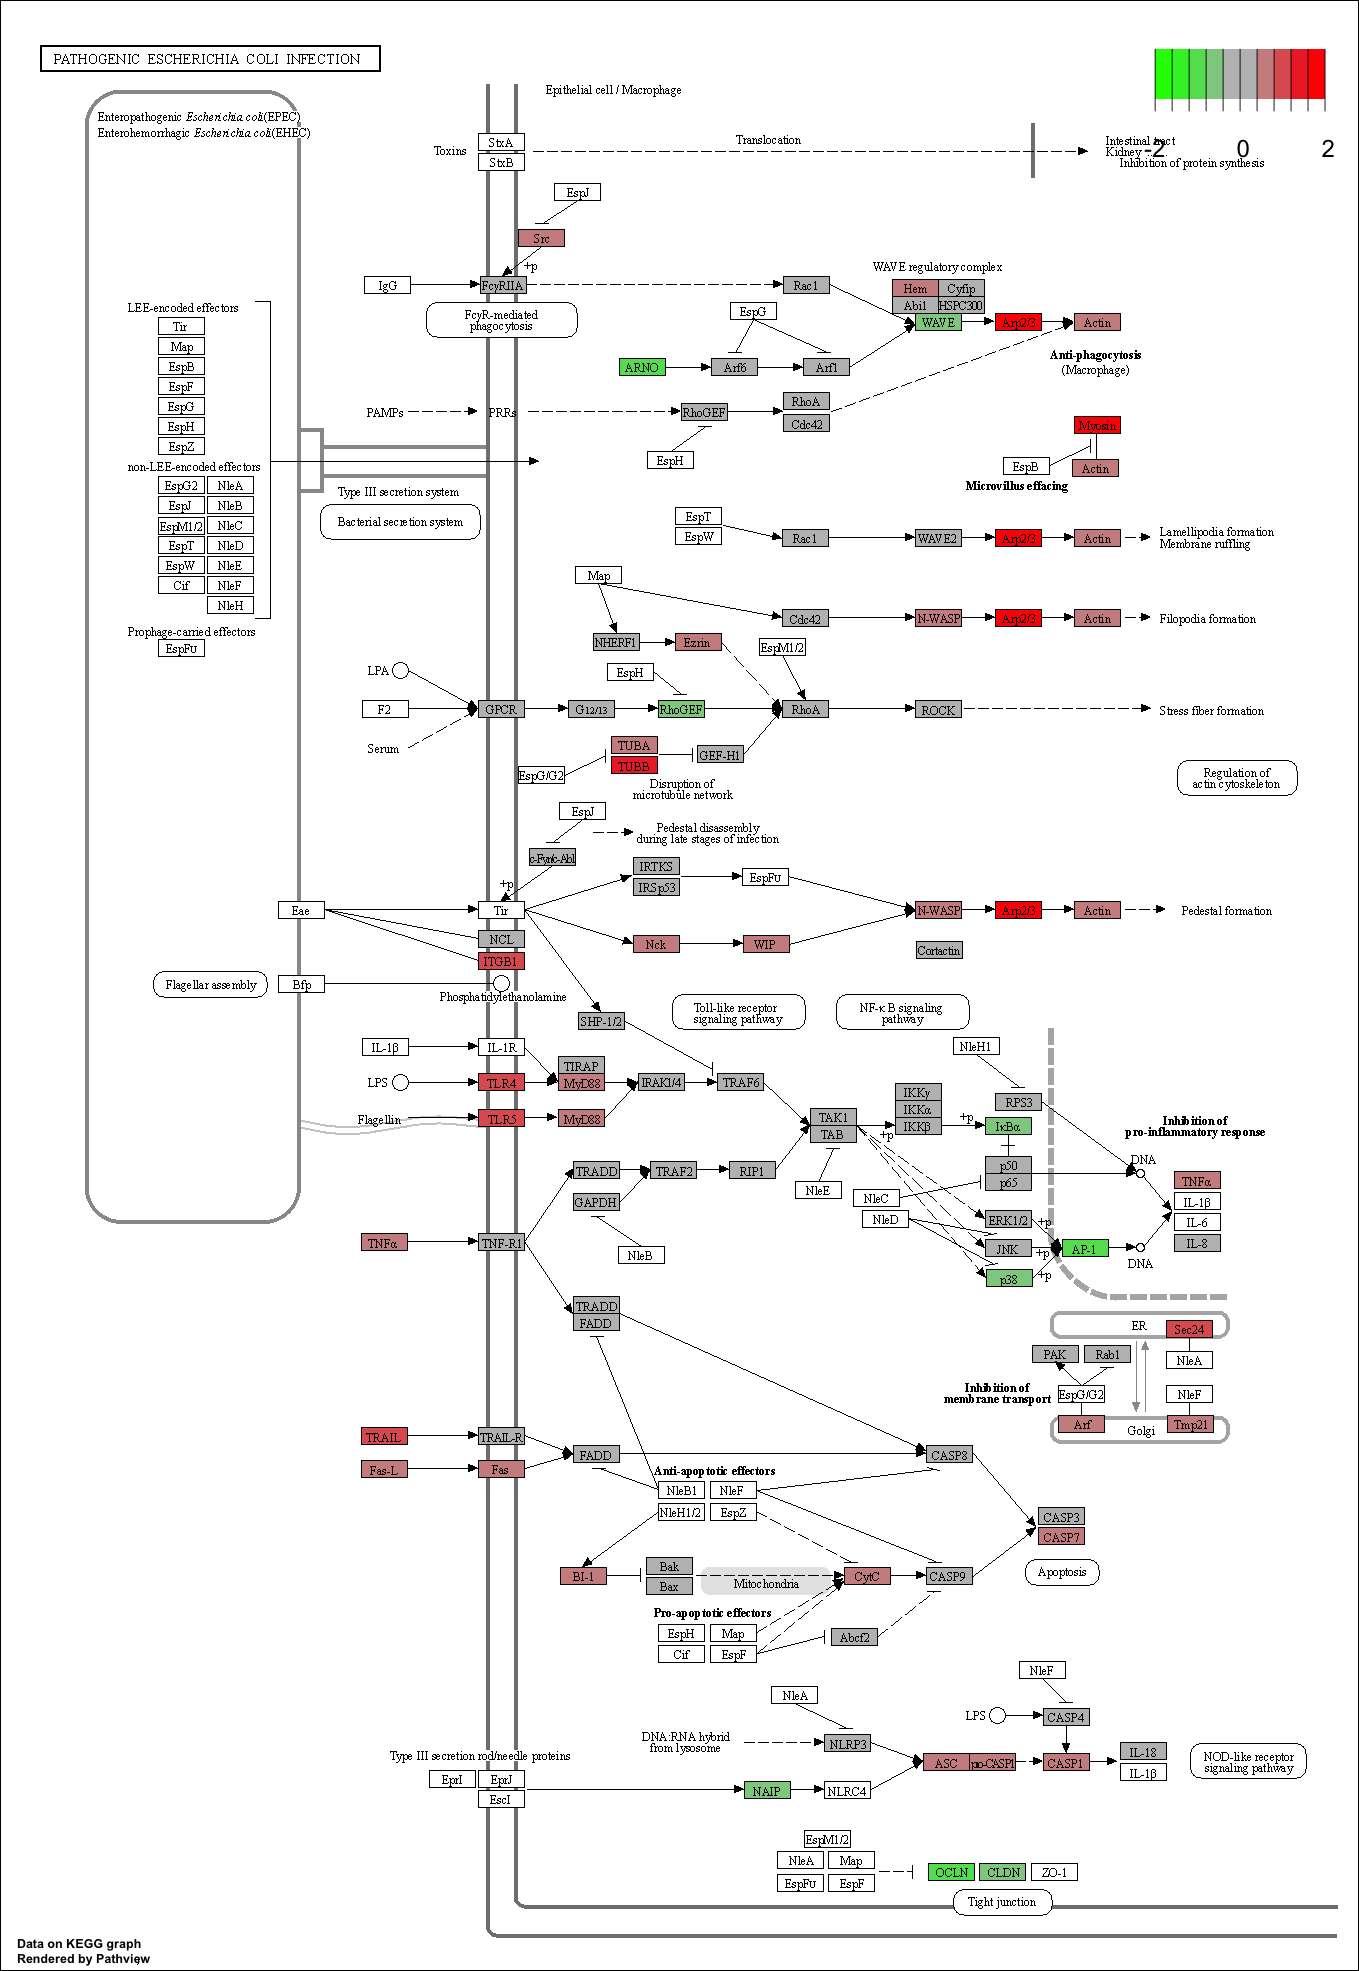 PATHOGENIC ESCHERICHIA COLI INFECTION
-2 0 2
Epithelial cell / Macrophage
Enteropathogenic Escherichia coli(EPEC)
Enterohemorrhagic Escherichia coli(EHEC)
Toxins
StxA
StxB
Translocation
Intestinal tract
Kidney ......
Inhibition of protein synthesis
EspJ
Src
+p
IgG
FcγRIIA
Rac1
WAVE regulatory complex
Hem Cyfip
Abi1 HSPC300
WAVE
Arp2/3
Actin
FcγR-mediated
phagocytosis
EspG
ARNO
Arf6
Arf1
Anti-phagocytosis
(Macrophage)
LEE-encoded effectors
Tir
Map
EspB
EspF
EspG
EspH
EspZ
non-LEE-encoded effectors
EspG2 NleA
EspJ NleB
EspM1/2 NleC
EspT NleD
EspW NleE
Cif NleF
NleH
Prophage-carried effectors
EspFu
PAMPs
PRRs
RhoGEF
RhoA
Cdc42
EspH
Myosin
EspB
Actin
Microvillus effacing
Type III secretion system
Bacterial secretion system
EspT
EspW
Rac1
WAVE2
Arp2/3
Actin
Lamellipodia formation
Membrane ruffling
Map
Cdc42
N-WASP
Arp2/3
Actin
Filopodia formation
NHERF1
Ezrin
EspM1/2
EspH
LPA
F2
Serum
GPCR
G12/13
RhoGEF
RhoA
ROCK
Stress fiber formation
TUBA
TUBB
GEF-H1
EspG/G2
Disruption of
microtubule network
Regulation of
actin cytoskeleton
EspJ
Pedestal disassembly
during late stages of infection
c-Fyn/c-Abl
+p
IRTKS
IRSp53
EspFu
Eae
Tir
NCL
ITGB1
N-WASP
Arp2/3
Actin
Pedestal formation
Nck
WIP
Cortactin
Flagellar assembly
Bfp
Phosphatidylethanolamine
SHP-1/2
Toll-like receptor
signaling pathway
NF-κB signaling
pathway
IL-1β
IL-1R
LPS
TLR4
TIRAP
MyD88
IRAK1/4
TRAF6
Flagellin
TLR5
MyD88
NleH1
RPS3
IKKγ
IKKα
IKKβ
TAK1
TAB
+p
+p
IκBα
p50
p65
NleE
NleC
NleD
Inhibition of
pro-inflammatory response
DNA
TNFα
IL-1β
IL-6
IL-8
TRADD
TRAF2
RIP1
GAPDH
NleB
TNFα
TNF-R1
ERK1/2
JNK
p38
+p
+p
+p
AP-1
DNA
TRADD
FADD
ER
Sec24
NleA
PAK
Rab1
EspG/G2
NleF
Inhibition of
membrane transport
Arf
Golgi
Tmp21
TRAIL
TRAIL-R
Fas-L
Fas
FADD
CASP8
Anti-apoptotic effectors
NleB1 NleF
NleH1/2 EspZ
CASP3
CASP7
Apoptosis
BI-1
Bak
Bax
Mitochondria
CytC
CASP9
Pro-apoptotic effectors
EspH Map
Cif EspF
Abcf2
NleF
LPS
CASP4
NleA
DNA:RNA hybrid
from lysosome
NLRP3
ASC
pro-CASP1
CASP1
IL-18
IL-1β
NOD-like receptor
signaling pathway
Type III secretion rod/needle proteins
EprI EprJ
EscI
NAIP
NLRC4
EspM1/2
NleA Map
EspFu EspF
OCLN
CLDN
ZO-1
Tight junction
Data on KEGG graph
Rendered by Pathview